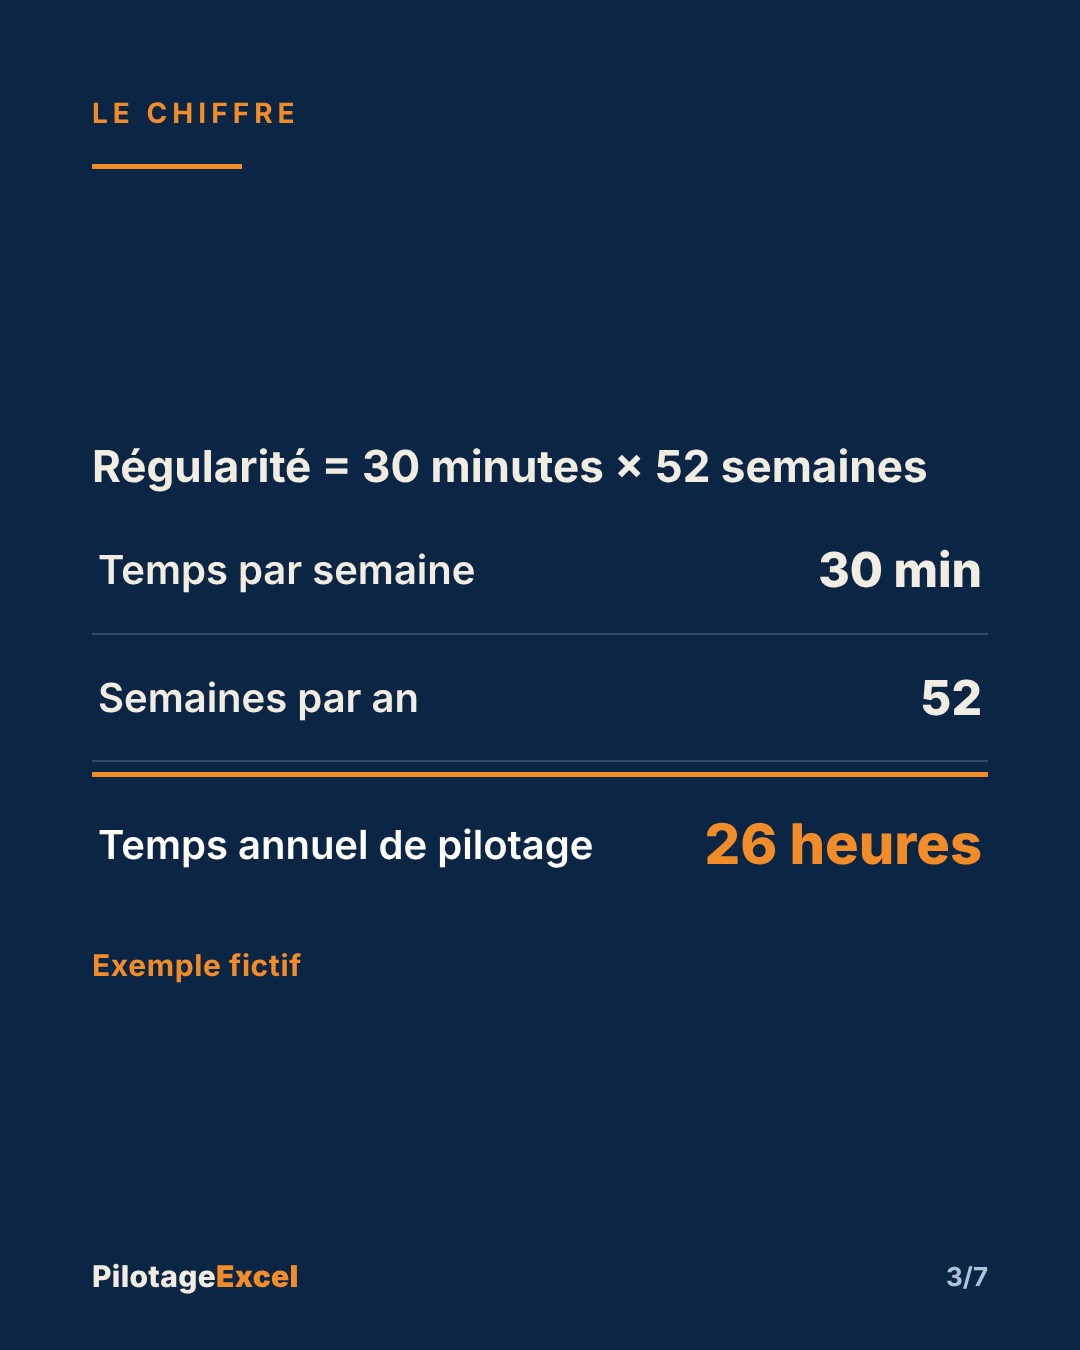 LE CHIFFRE
Régularité = 30 minutes × 52 semaines
Temps par semaine 30 min
Semaines par an 52
Temps annuel de pilotage 26 heures
Exemple fictif
PilotageExcel 3/7